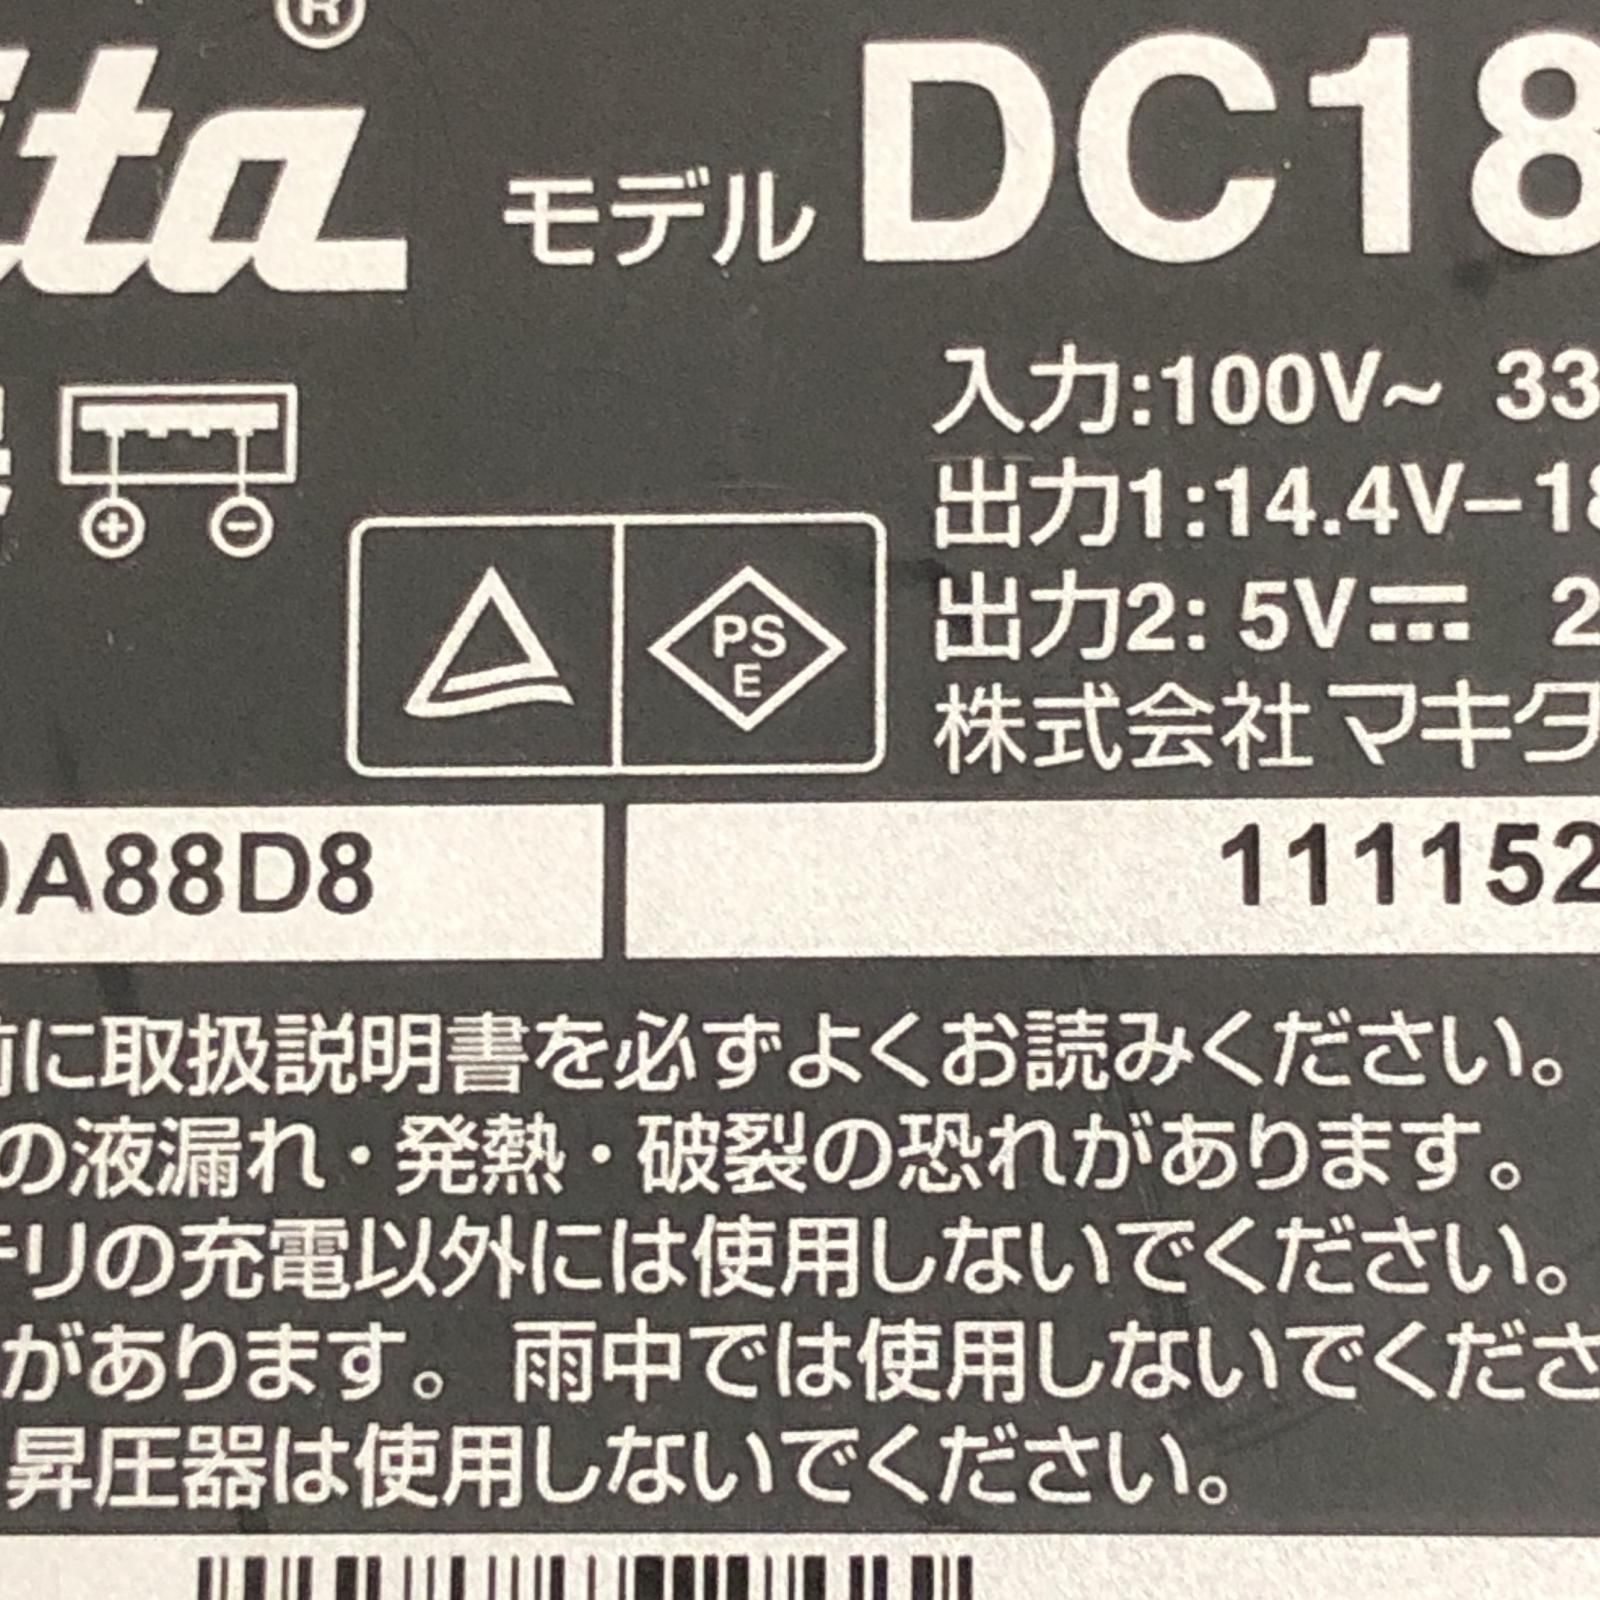 ita®
モデル DC18
入力:100V~ 33
出力1:14.4V–18
出力2: 5V⎓ 2
株式会社マキタ
PS
E
0A88D8
111152
前に取扱説明書を必ずよくお読みください。
の液漏れ・発熱・破裂の恐れがあります。
テリの充電以外には使用しないでください。
があります。雨中では使用しないでくださ
昇圧器は使用しないでください。